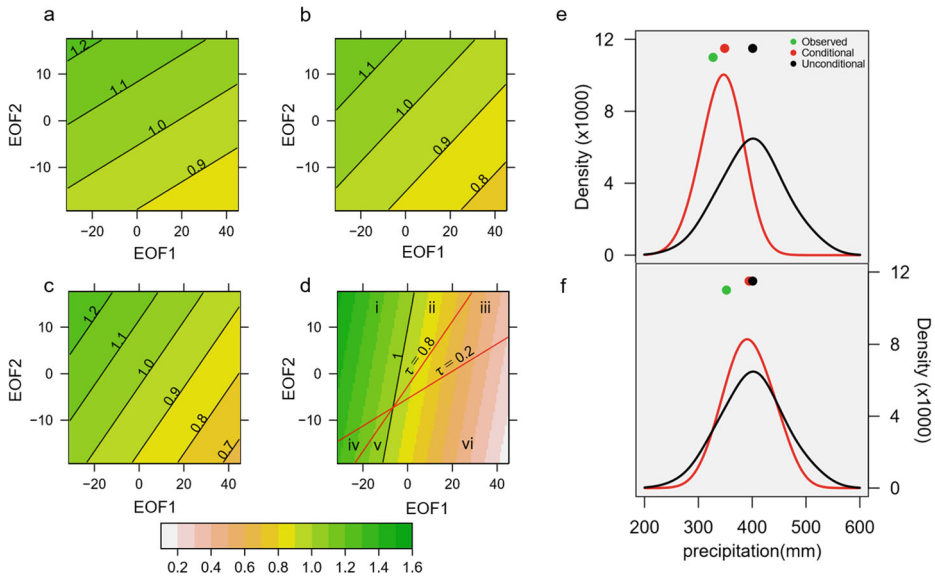 a
1.2
1.1
1.0
0.9
10
0
−10
EOF2
−20 0 20 40
EOF1
b
1.1
1.0
0.9
0.8
10
0
−10
EOF2
−20 0 20 40
EOF1
c
1.2
1.1
1.0
0.9
0.8
0.7
10
0
−10
EOF2
−20 0 20 40
EOF1
d
i
ii
iii
iv
v
vi
1
τ = 0.8
τ = 0.2
10
0
−10
EOF2
−20 0 20 40
EOF1
0.2 0.4 0.6 0.8 1.0 1.2 1.4 1.6
e
Observed
Conditional
Unconditional
12
8
4
0
Density (x1000)
f
12
8
4
0
Density (x1000)
200 300 400 500 600
precipitation(mm)